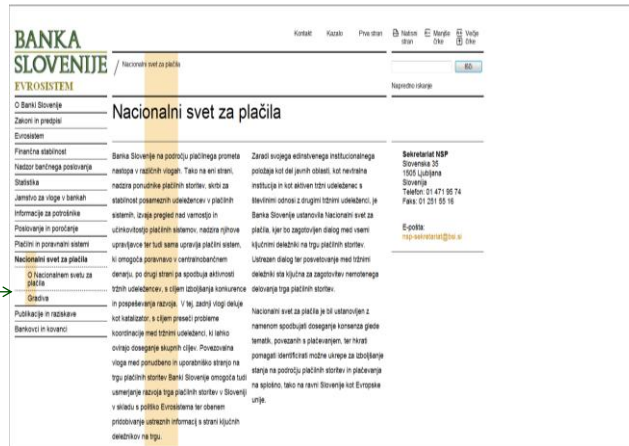 BANKA
SLOVENIJE
EVROSISTEM
Kontakt Kazalo Prva stran
Natisni stran Manjše črke Večje črke
/ Nacionalni svet za plačila
Napredno iskanje
O Banki Slovenije
Zakoni in predpisi
Evrosistem
Finančna stabilnost
Nadzor bančnega poslovanja
Statistika
Jamstvo za vloge v bankah
Informacije za potrošnike
Poslovanje in poročanje
Plačilni in poravnalni sistemi
Nacionalni svet za plačila
O Nacionalnem svetu za
plačila
Gradiva
Publikacije in raziskave
Bankovci in kovanci
Nacionalni svet za plačila
Banka Slovenije na področju plačilnega prometa
nastopa v različnih vlogah. Tako na eni strani,
nadzira ponudnike plačilnih storitev, skrbi za
stabilnost posameznih udeležencev v plačilnih
sistemih, izvaja pregled nad varnostjo in
učinkovitostjo plačilnih sistemov, nadzira njihove
upravljavce ter tudi sama upravlja plačilni sistem,
ki omogoča poravnavo v centralnobančnem
denarju, po drugi strani pa spodbuja aktivnosti
tržnih udeležencev, s ciljem izboljšanja konkurence
in pospeševanja razvoja. V tej, zadnji vlogi deluje
kot katalizator, s ciljem preseči probleme
koordinacije med tržnimi udeleženci, ki lahko
ovirajo doseganje skupnih ciljev. Povezovalna
vloga med ponudbeno in uporabniško stranjo na
trgu plačilnih storitev Banki Slovenije omogoča tudi
usmerjanje razvoja trga plačilnih storitev v Sloveniji
v skladu s politiko Evrosistema ter obenem
pridobivanje ustreznih informacij s strani ključnih
deležnikov na trgu.
Zaradi svojega edinstvenega institucionalnega
položaja kot del javnih oblasti, kot nevtralna
institucija in kot aktiven tržni udeleženec s
številnimi odnosi z drugimi tržnimi udeleženci, je
Banka Slovenije ustanovila Nacionalni svet za
plačila, kjer bo zagotovljen dialog med vsemi
ključnimi deležniki na trgu plačilnih storitev.
Ustrezen dialog ter posvetovanje med tržnimi
deležniki sta ključna za zagotovitev nemotenega
delovanja trga plačilnih storitev.
Nacionalni svet za plačila je bil ustanovljen z
namenom spodbujati doseganje konsenza glede
tematik, povezanih s plačevanjem, ter hkrati
pomagati identificirati možne ukrepe za izboljšanje
stanja na področju plačilnih storitev in plačevanja
na splošno, tako na ravni Slovenije kot Evropske
unije.
Sekretariat NSP
Slovenska 35
1505 Ljubljana
Slovenija
Telefon: 01 471 95 74
Faks: 01 251 55 16
E-pošta:
nsp-sekretariat@bsi.si